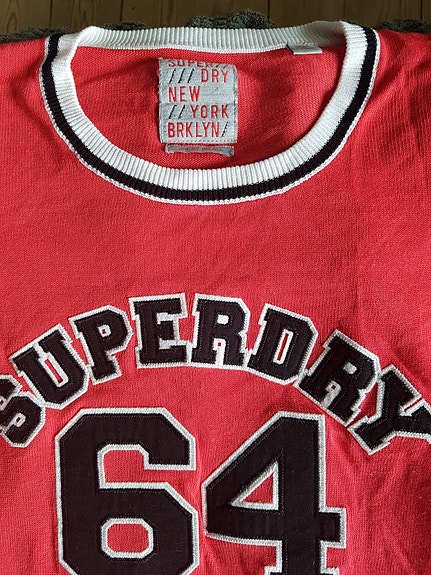 SUPER//
/// DRY
NEW
// YORK
BRKLYN/
SUPERDRY
64